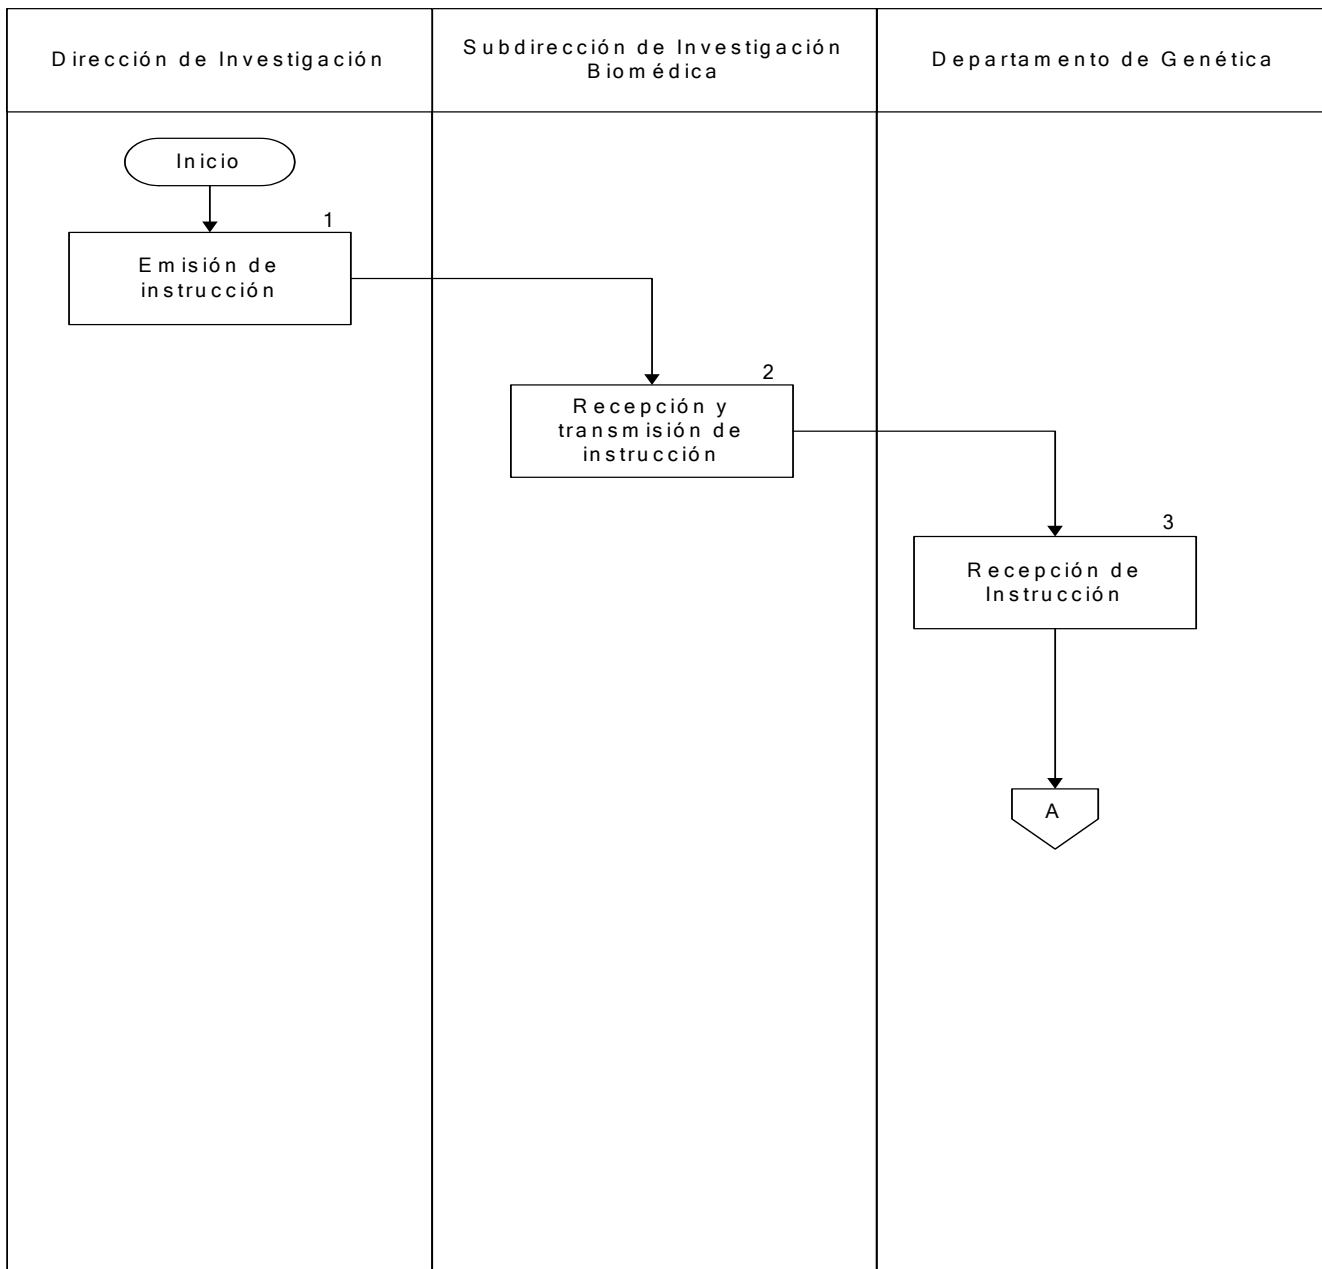 Dirección de Investigación
Subdirección de Investigación
Biomédica
Departamento de Genética
Inicio
1
Emisión de
instrucción
2
Recepción y
transmisión de
instrucción
3
Recepción de
Instrucción
A